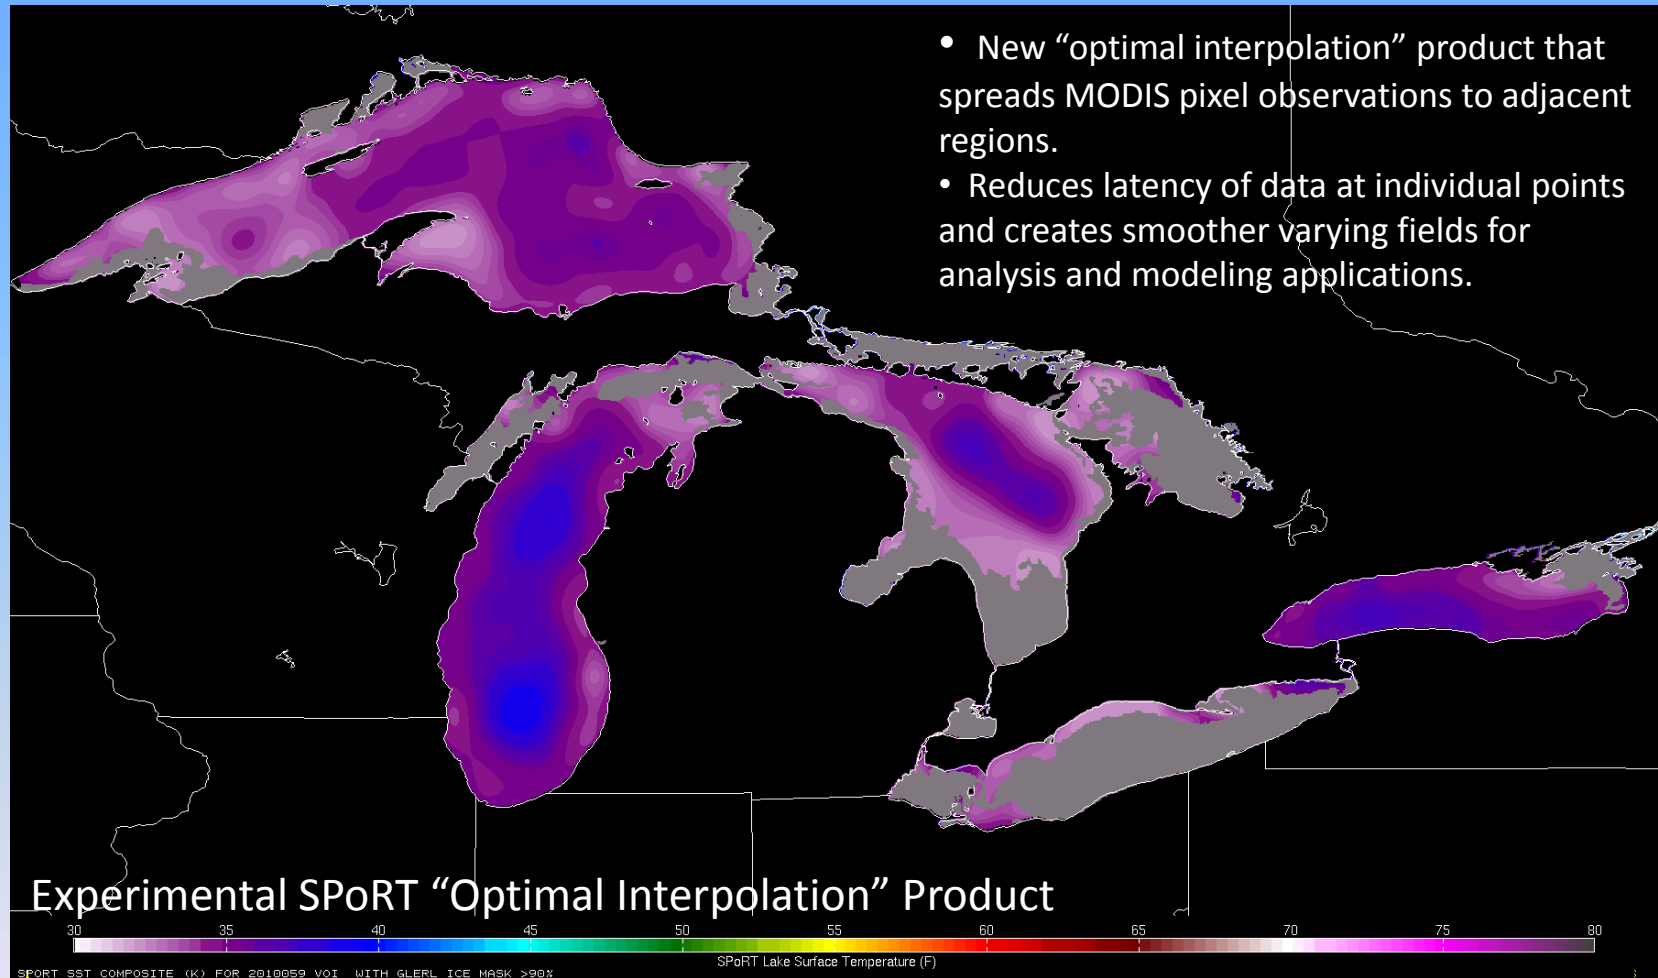 • New “optimal interpolation” product that
spreads MODIS pixel observations to adjacent
regions.
• Reduces latency of data at individual points
and creates smoother varying fields for
analysis and modeling applications.
Experimental SPoRT “Optimal Interpolation” Product
30 35 40 45 50 55 60 65 70 75 80
SPoRT Lake Surface Temperature (F)
SPORT SST COMPOSITE (K) FOR 2010059 V01 WITH GLERL ICE MASK >90%